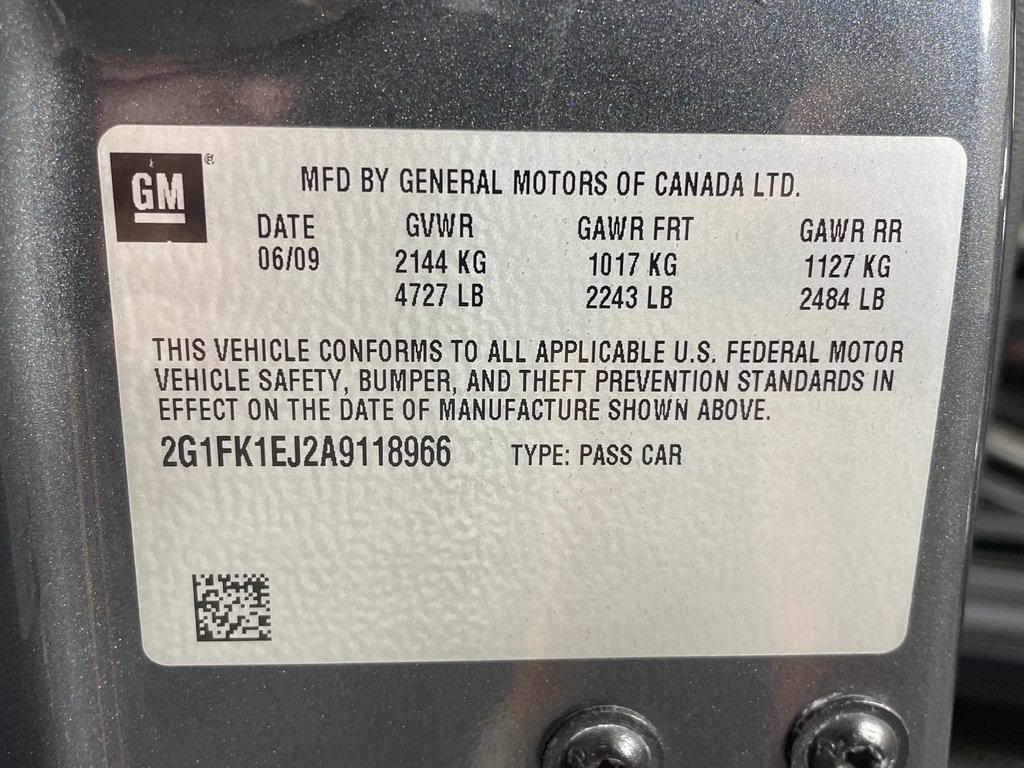 GM®
MFD BY GENERAL MOTORS OF CANADA LTD.
DATE GVWR GAWR FRT GAWR RR
06/09 2144 KG 1017 KG 1127 KG
4727 LB 2243 LB 2484 LB
THIS VEHICLE CONFORMS TO ALL APPLICABLE U.S. FEDERAL MOTOR
VEHICLE SAFETY, BUMPER, AND THEFT PREVENTION STANDARDS IN
EFFECT ON THE DATE OF MANUFACTURE SHOWN ABOVE.
2G1FK1EJ2A9118966 TYPE: PASS CAR